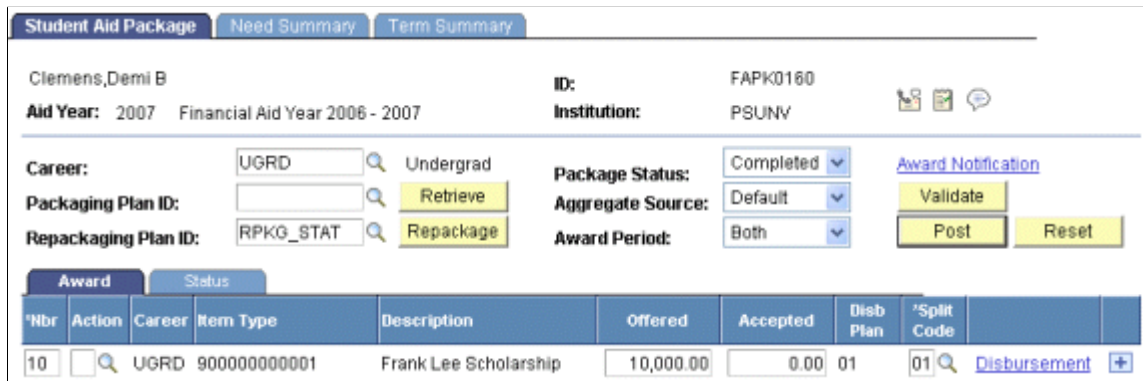 Student Aid Package Need Summary Term Summary
Clemens,Demi B ID: FAPK0160
Aid Year: 2007 Financial Aid Year 2006 - 2007 Institution: PSUNV
Career: UGRD Undergrad Package Status: Completed Award Notification
Packaging Plan ID: Retrieve Aggregate Source: Default Validate
Repackaging Plan ID: RPKG_STAT Repackage Award Period: Both Post Reset
Award Status
*Nbr Action Career Item Type Description Offered Accepted Disb Plan *Split Code
10 UGRD 900000000001 Frank Lee Scholarship 10,000.00 0.00 01 01 Disbursement